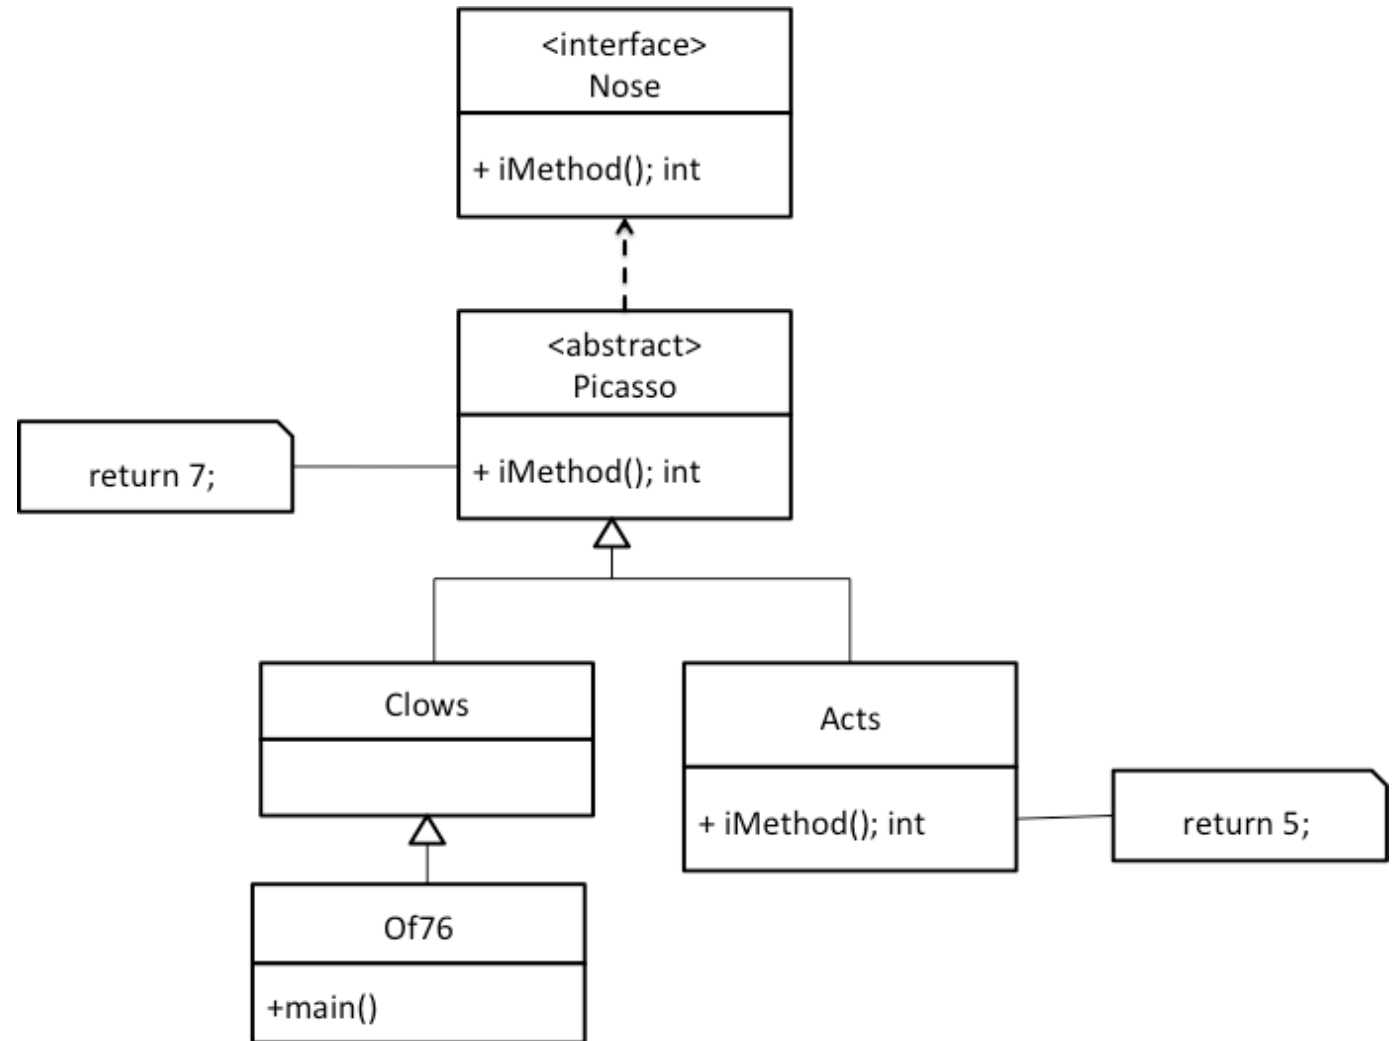 <interface>
Nose
+ iMethod(); int
<abstract>
Picasso
+ iMethod(); int
return 7;
Clows
Acts
+ iMethod(); int
return 5;
Of76
+main()